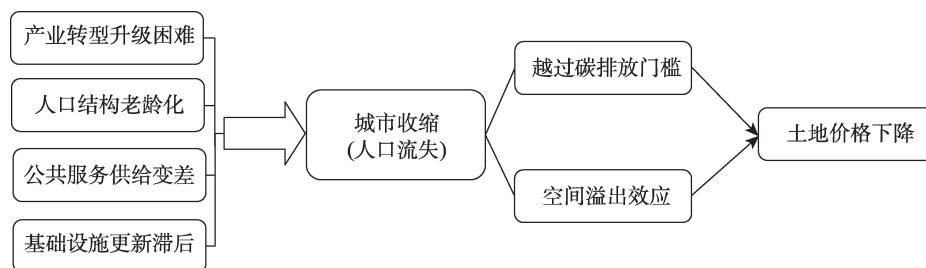 产业转型升级困难
人口结构老龄化
公共服务供给变差
基础设施更新滞后
城市收缩
(人口流失)
越过碳排放门槛
空间溢出效应
土地价格下降